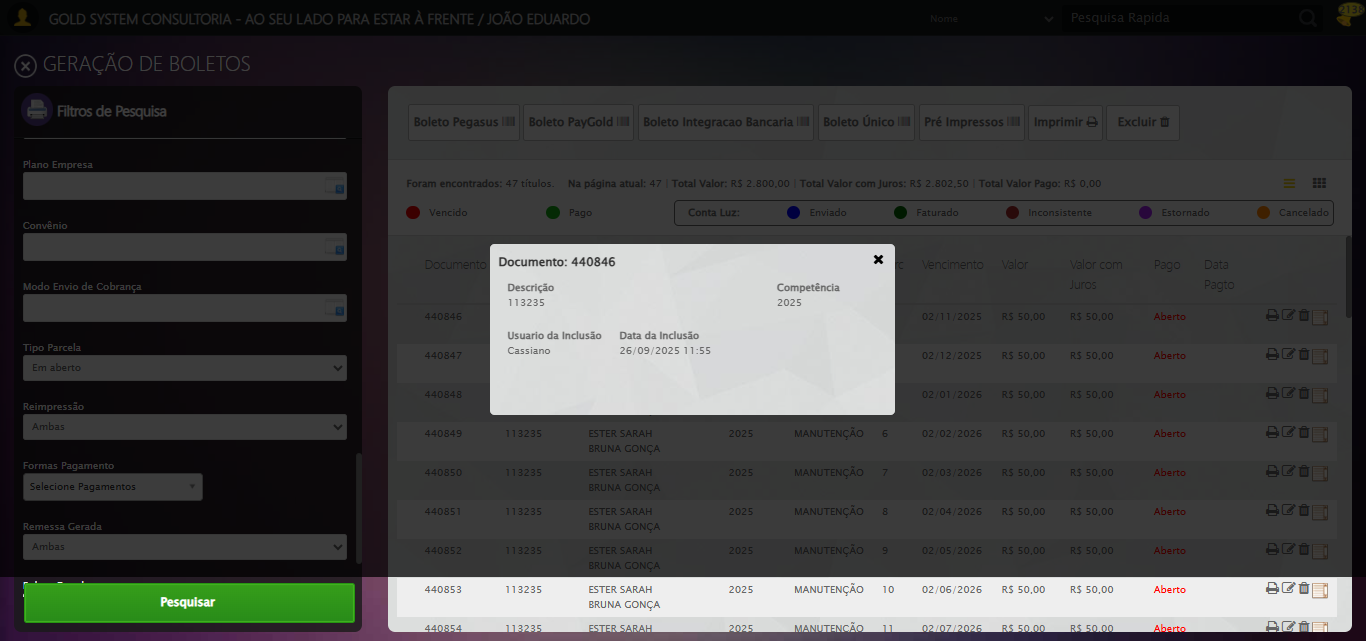 GOLD SYSTEM CONSULTORIA - AO SEU LADO PARA ESTAR À FRENTE / JOÃO EDUARDO
Nome
Pesquisa Rapida
GERAÇÃO DE BOLETOS
Filtros de Pesquisa
Plano Empresa
Convênio
Modo Envio de Cobrança
Tipo Parcela
Em aberto
Reimpressão
Ambas
Formas Pagamento
Selecione Pagamentos
Remessa Gerada
Ambas
Pesquisar
Boleto Pegasus Boleto PayGold Boleto Integracao Bancaria Boleto Único Pré Impressos Imprimir Excluir
Foram encontrados: 47 títulos. Na página atual: 47 | Total Valor: R$ 2.800,00 | Total Valor com Juros: R$ 2.802,50 | Total Valor Pago: R$ 0,00
Vencido Pago Conta Luz: Enviado Faturado Inconsistente Estornado Cancelado
Documento Vencimento Valor Valor com Pago Data
Juros Pagto
Documento: 440846
Descrição Competência
113235 2025
Usuario da Inclusão Data da Inclusão
Cassiano 26/09/2025 11:55
440846 02/11/2025 R$ 50,00 R$ 50,00 Aberto
440847 02/12/2025 R$ 50,00 R$ 50,00 Aberto
440848 02/01/2026 R$ 50,00 R$ 50,00 Aberto
440849 113235 ESTER SARAH 2025 MANUTENÇÃO 6 02/02/2026 R$ 50,00 R$ 50,00 Aberto
BRUNA GONÇA
440850 113235 ESTER SARAH 2025 MANUTENÇÃO 7 02/03/2026 R$ 50,00 R$ 50,00 Aberto
BRUNA GONÇA
440851 113235 ESTER SARAH 2025 MANUTENÇÃO 8 02/04/2026 R$ 50,00 R$ 50,00 Aberto
BRUNA GONÇA
440852 113235 ESTER SARAH 2025 MANUTENÇÃO 9 02/05/2026 R$ 50,00 R$ 50,00 Aberto
BRUNA GONÇA
440853 113235 ESTER SARAH 2025 MANUTENÇÃO 10 02/06/2026 R$ 50,00 R$ 50,00 Aberto
BRUNA GONÇA
440854 113235 ESTER SARAH 2025 MANUTENÇÃO 11 02/07/2026 R$ 50,00 R$ 50,00 Aberto